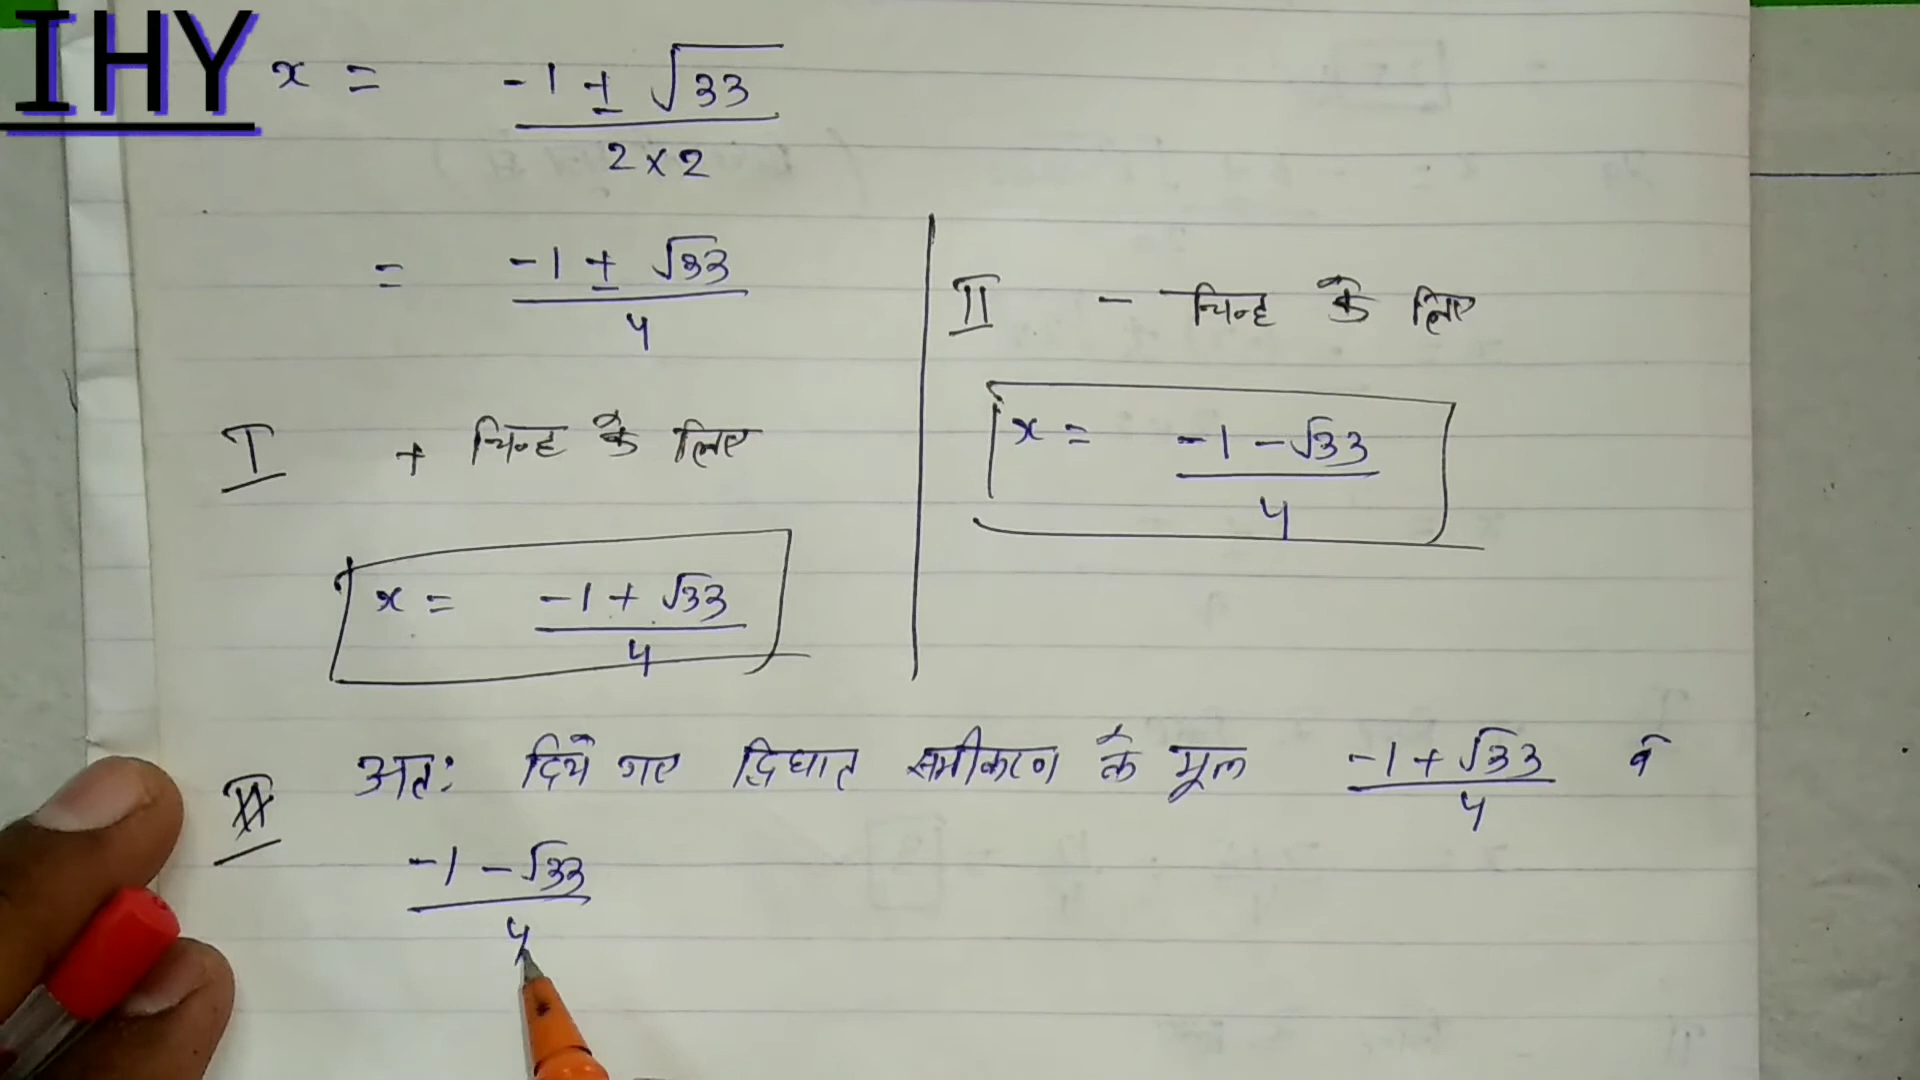 IHY
x = -1 ± √33
2 x 2
= -1 ± √33
4
I + चिन्ह के लिए
x = -1 + √33
4
II - चिन्ह के लिए
x = -1 - √33
4
अतः दिये गए द्विघात समीकरण के मूल -1 + √33 व
4
-1 - √33
4